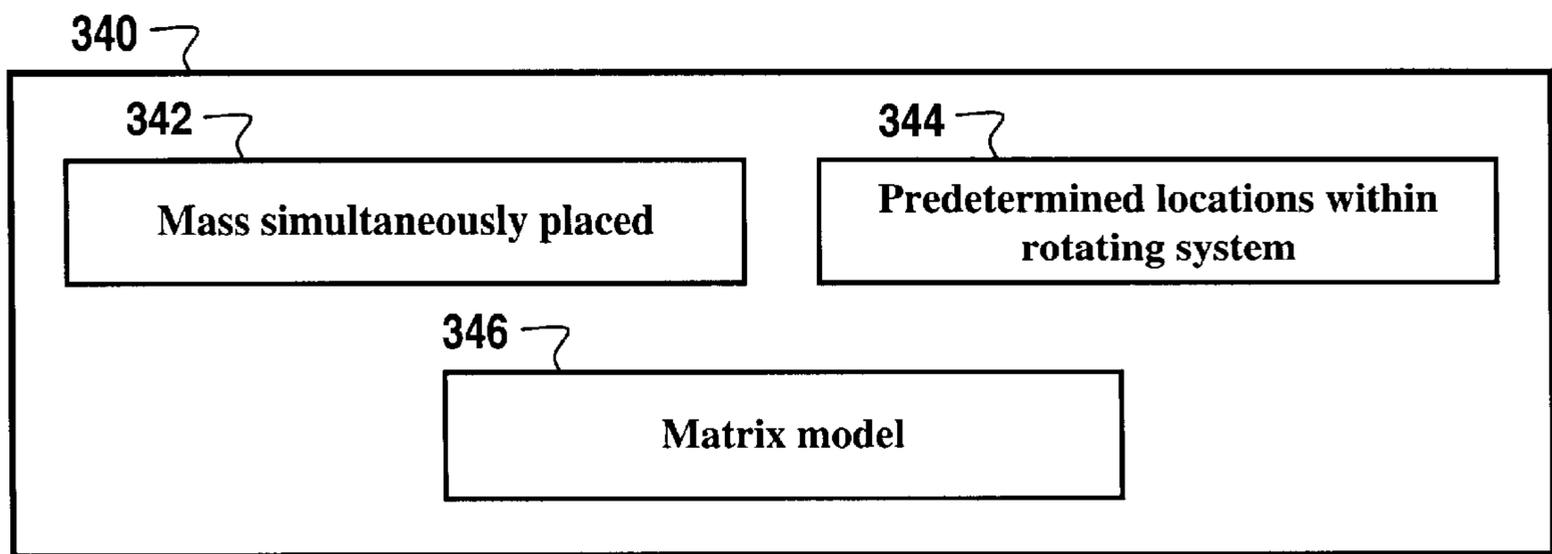 340
342
344
Mass simultaneously placed
Predetermined locations within
rotating system
346
Matrix model